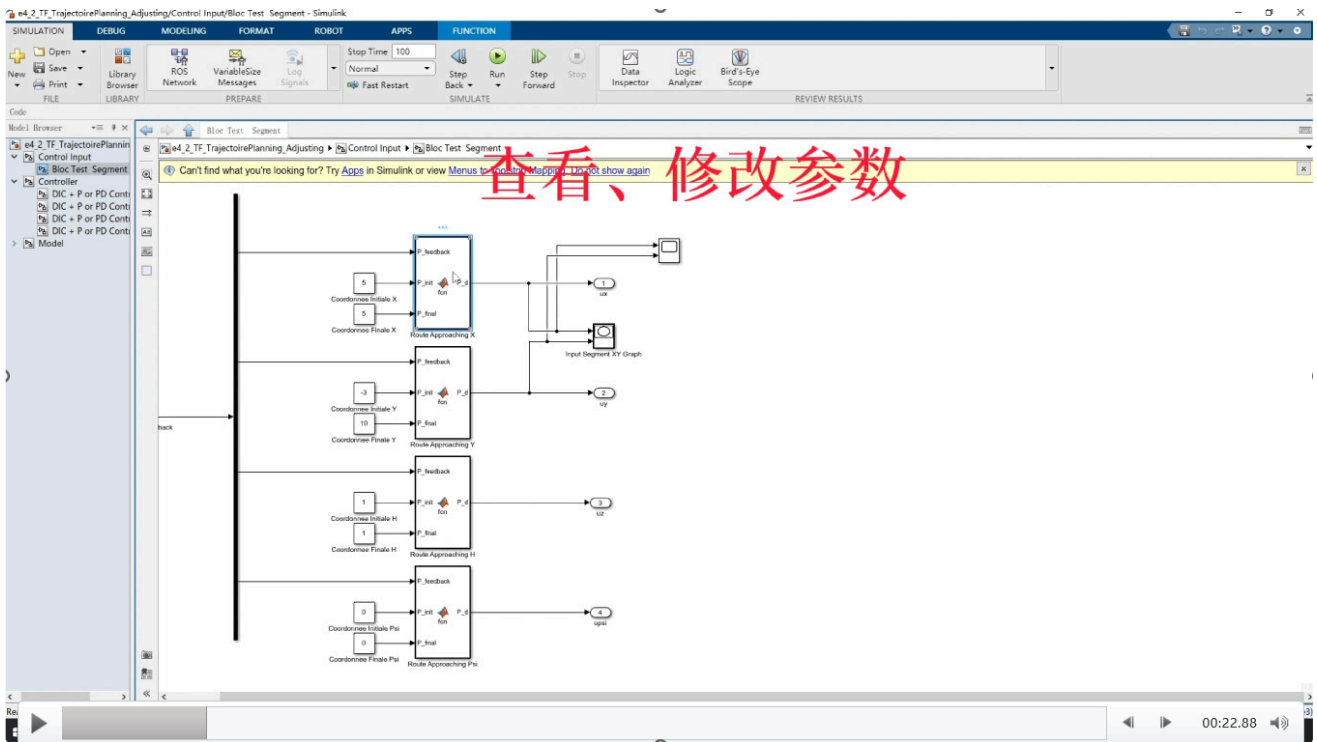 e4_2_TF_TrajectoirePlanning_Adjusting/Control Input/Bloc Test Segment - Simulink
SIMULATION DEBUG MODELING FORMAT ROBOT APPS FUNCTION
New Open Save Print FILE
Library Browser LIBRARY
ROS Network VariableSize Messages Log Signals PREPARE
Stop Time 100
Normal
Fast Restart
Step Back Run Step Forward Stop SIMULATE
Data Inspector Logic Analyzer Bird's-Eye Scope REVIEW RESULTS
Code
Model Browser
Bloc Text Segment
e4_2_TF_TrajectoirePlannin
Control Input
Bloc Test Segment
Controller
DIC + P or PD Conti
DIC + P or PD Conti
DIC + P or PD Conti
DIC + P or PD Conti
Model
e4_2_TF_TrajectoirePlanning_Adjusting Control Input Bloc Test Segment
Can't find what you're looking for? Try Apps in Simulink or view Menus to Toolstrip Mapping. Do not show again
查看、修改参数
back
P_feedback
5 P_init P_d
fcn
Coordonnee Initiale X
5 P_final
Coordonnee Finale X
Route Approaching X
1
ux
Input Segment XY Graph
P_feedback
-3 P_init P_d
fcn
Coordonnee Initiale Y
10 P_final
Coordonnee Finale Y
Route Approaching Y
2
uy
P_feedback
1 P_init P_d
fcn
Coordonnee Initiale H
1 P_final
Coordonnee Finale H
Route Approaching H
3
uz
P_feedback
0 P_init P_d
fcn
Coordonnee Initiale Psi
0 P_final
Coordonnee Finale Psi
Route Approaching Psi
4
upsi
00:22.88